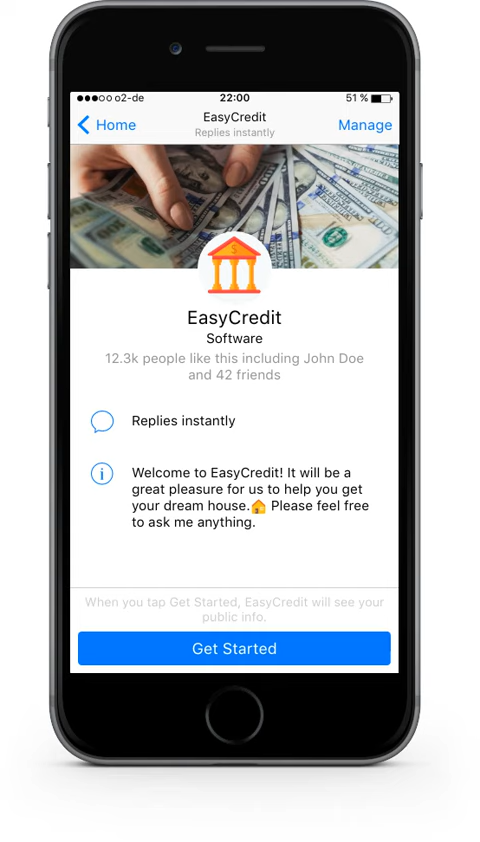 o2-de 22:00 51 %
Home EasyCredit Manage
Replies instantly
$
EasyCredit
Software
12.3k people like this including John Doe
and 42 friends
Replies instantly
Welcome to EasyCredit! It will be a
great pleasure for us to help you get
your dream house.🏠 Please feel free
to ask me anything.
When you tap Get Started, EasyCredit will see your
public info.
Get Started